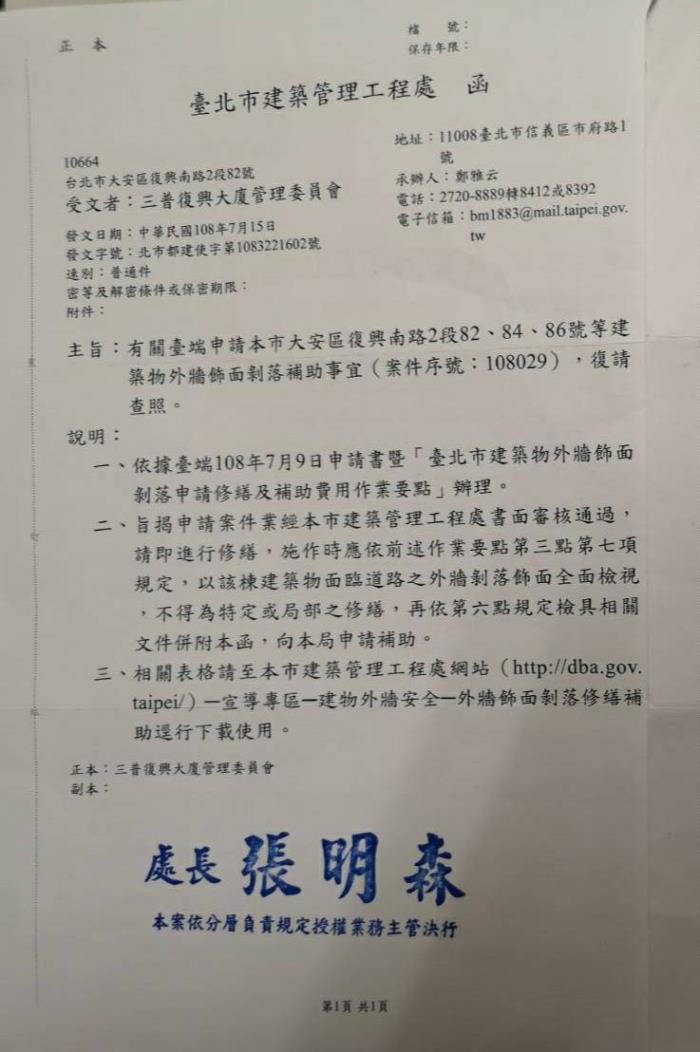 正本
檔　號：
保存年限：
臺北市建築管理工程處　函
地址：11008臺北市信義區市府路1
號
承辦人：鄭雅云
電話：2720-8889轉8412或8392
電子信箱：bm1883@mail.taipei.gov.
tw
10664
台北市大安區復興南路2段82號
受文者：三普復興大廈管理委員會
發文日期：中華民國108年7月15日
發文字號：北市都建使字第1083221602號
速別：普通件
密等及解密條件或保密期限：
附件：
主旨：有關臺端申請本市大安區復興南路2段82、84、86號等建
築物外牆飾面剝落補助事宜（案件序號：108029），復請
查照。
說明：
一、依據臺端108年7月9日申請書暨「臺北市建築物外牆飾面
剝落申請修繕及補助費用作業要點」辦理。
二、旨揭申請案件業經本市建築管理工程處書面審核通過，
請即進行修繕，施作時應依前述作業要點第三點第七項
規定，以該棟建築物面臨道路之外牆剝落飾面全面檢視
，不得為特定或局部之修繕，再依第六點規定檢具相關
文件併附本函，向本局申請補助。
三、相關表格請至本市建築管理工程處網站（http://dba.gov.
taipei/）—宣導專區—建物外牆安全—外牆飾面剝落修繕補
助逕行下載使用。
正本：三普復興大廈管理委員會
副本：
處長 張明森
本案依分層負責規定授權業務主管決行
第1頁 共1頁